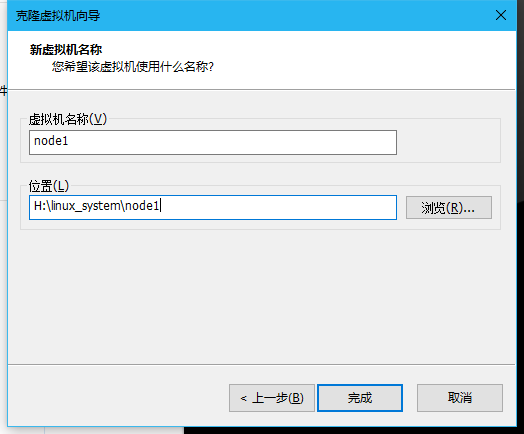 克隆虚拟机向导
新虚拟机名称
您希望该虚拟机使用什么名称?
件
虚拟机名称(V)
node1
位置(L)
H:\linux_system\node1
浏览(R)...
< 上一步(B)
完成
取消